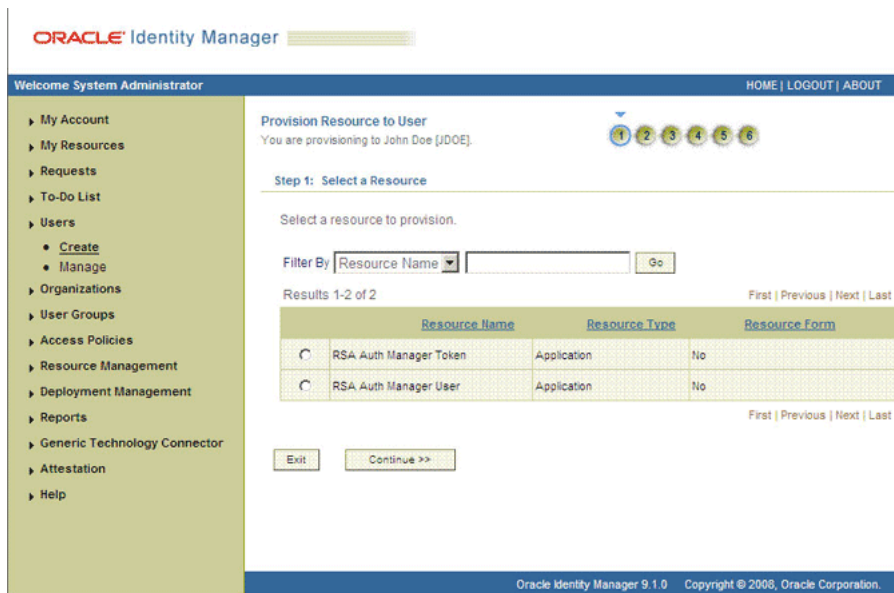 ORACLE Identity Manager
Welcome System Administrator
HOME | LOGOUT | ABOUT
My Account
My Resources
Requests
To-Do List
Users
Create
Manage
Organizations
User Groups
Access Policies
Resource Management
Deployment Management
Reports
Generic Technology Connector
Attestation
Help
Provision Resource to User
You are provisioning to John Doe [JDOE].
1 2 3 4 5 6
Step 1: Select a Resource
Select a resource to provision.
Filter By Resource Name Go
Results 1-2 of 2
First | Previous | Next | Last
Resource Name Resource Type Resource Form
RSA Auth Manager Token Application No
RSA Auth Manager User Application No
First | Previous | Next | Last
Exit Continue >>
Oracle Identity Manager 9.1.0 Copyright © 2008, Oracle Corporation.